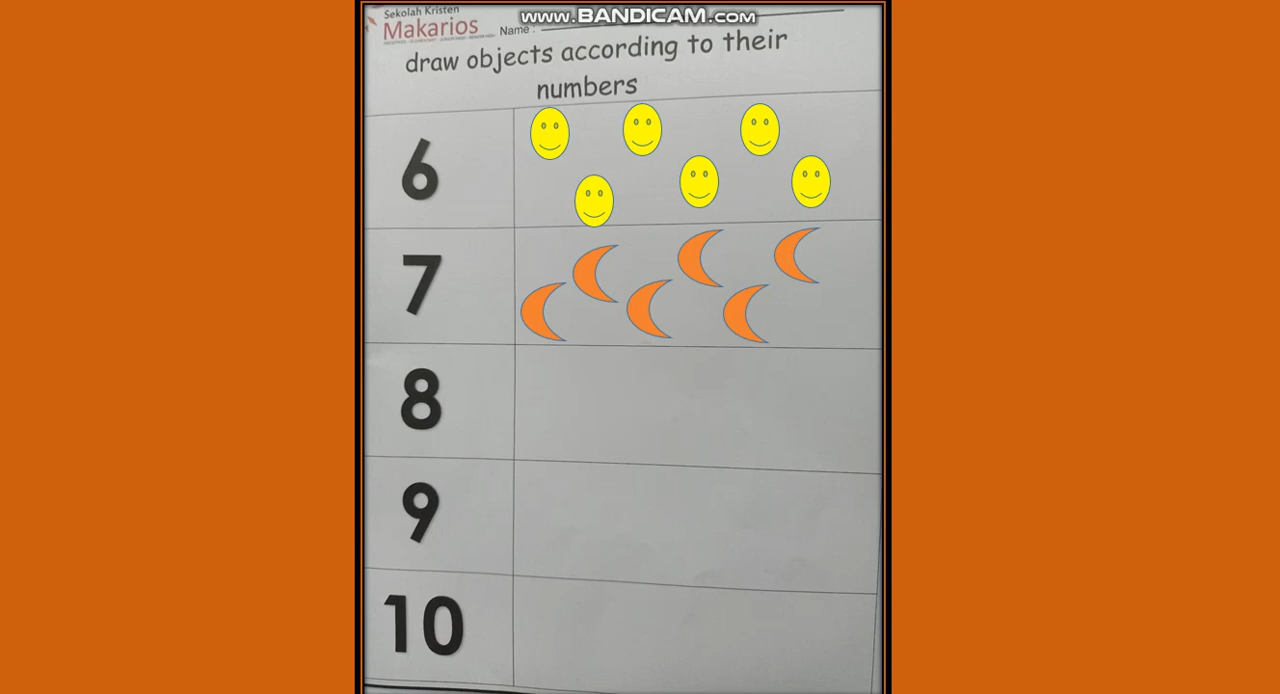 Sekolah Kristen
www.BANDICAM.com
Makarios
Name :
draw objects according to their
numbers
6
7
8
9
10